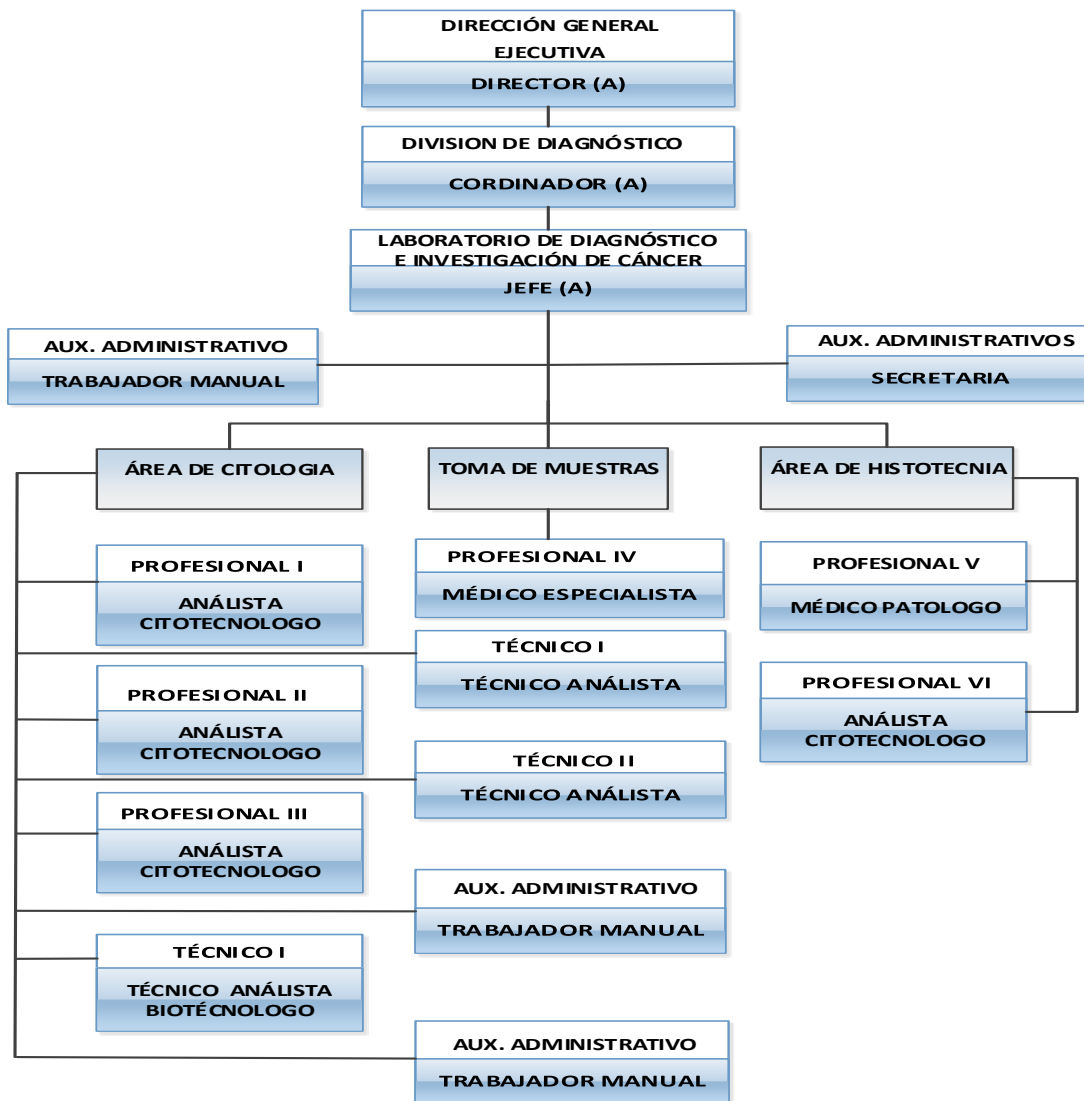 DIRECCIÓN GENERAL
EJECUTIVA
DIRECTOR (A)
DIVISION DE DIAGNÓSTICO
CORDINADOR (A)
LABORATORIO DE DIAGNÓSTICO
E INVESTIGACIÓN DE CÁNCER
JEFE (A)
AUX. ADMINISTRATIVO
TRABAJADOR MANUAL
AUX. ADMINISTRATIVOS
SECRETARIA
ÁREA DE CITOLOGIA
TOMA DE MUESTRAS
ÁREA DE HISTOTECNIA
PROFESIONAL I
ANÁLISTA
CITOTECNOLOGO
PROFESIONAL II
ANÁLISTA
CITOTECNOLOGO
PROFESIONAL III
ANÁLISTA
CITOTECNOLOGO
TÉCNICO I
TÉCNICO ANÁLISTA
BIOTÉCNOLOGO
PROFESIONAL IV
MÉDICO ESPECIALISTA
TÉCNICO I
TÉCNICO ANÁLISTA
TÉCNICO II
TÉCNICO ANÁLISTA
AUX. ADMINISTRATIVO
TRABAJADOR MANUAL
AUX. ADMINISTRATIVO
TRABAJADOR MANUAL
PROFESIONAL V
MÉDICO PATOLOGO
PROFESIONAL VI
ANÁLISTA
CITOTECNOLOGO